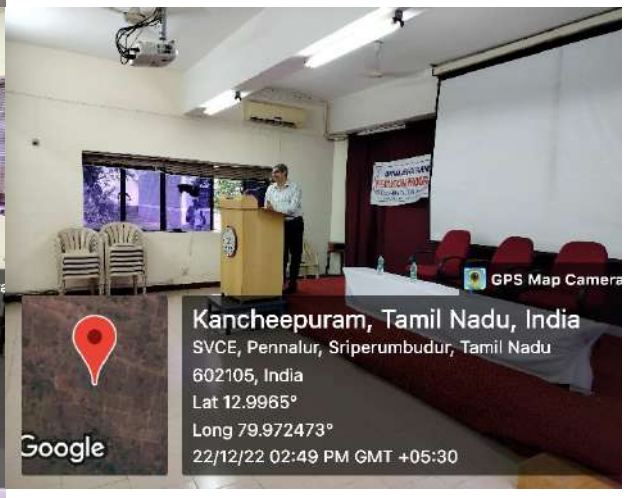 GPS Map Camera
Kancheepuram, Tamil Nadu, India
SVCE, Pennalur, Sriperumbudur, Tamil Nadu
602105, India
Lat 12.9965°
Long 79.972473°
22/12/22 02:49 PM GMT +05:30
Google